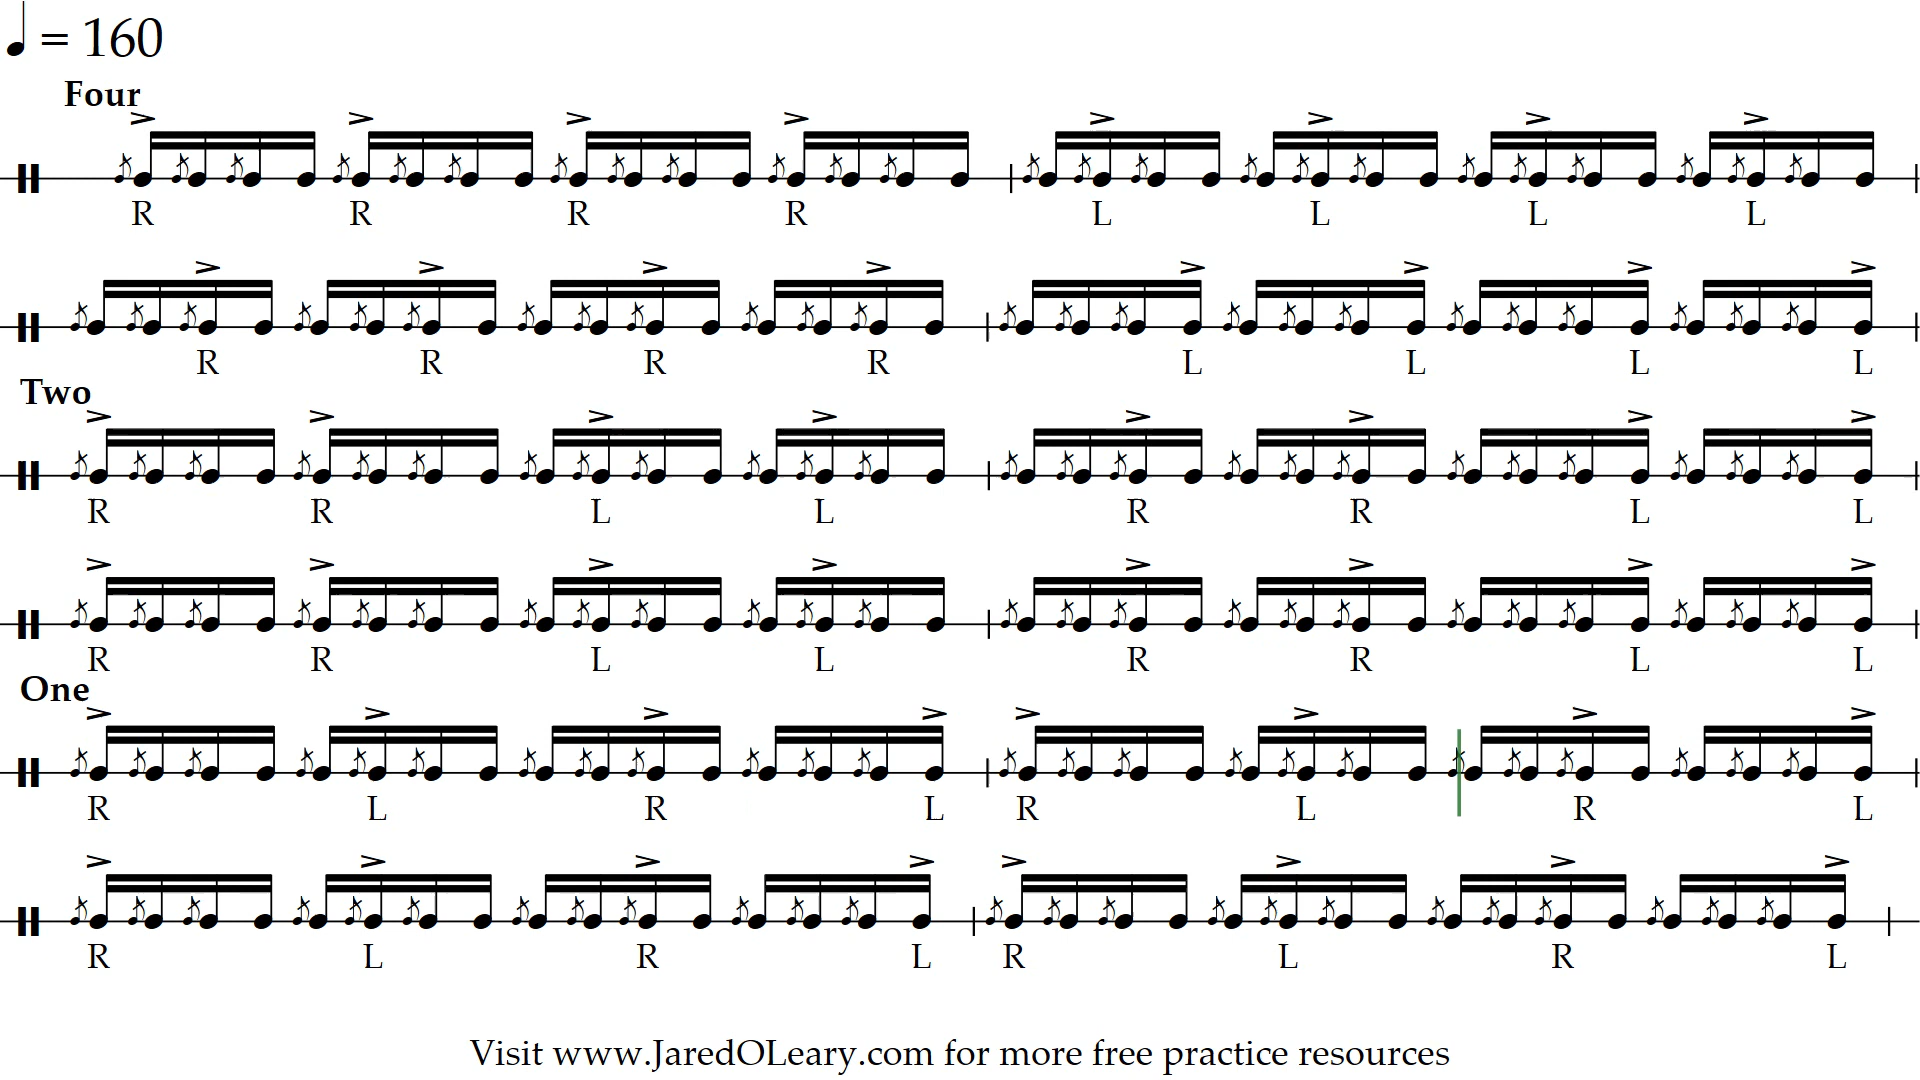 ♩ = 160
Four
R R R R L L L L
R R R R L L L L
Two
R R L L R R L L
R R L L R R L L
One
R L R L R L R L
R L R L R L R L
Visit www.JaredOLeary.com for more free practice resources